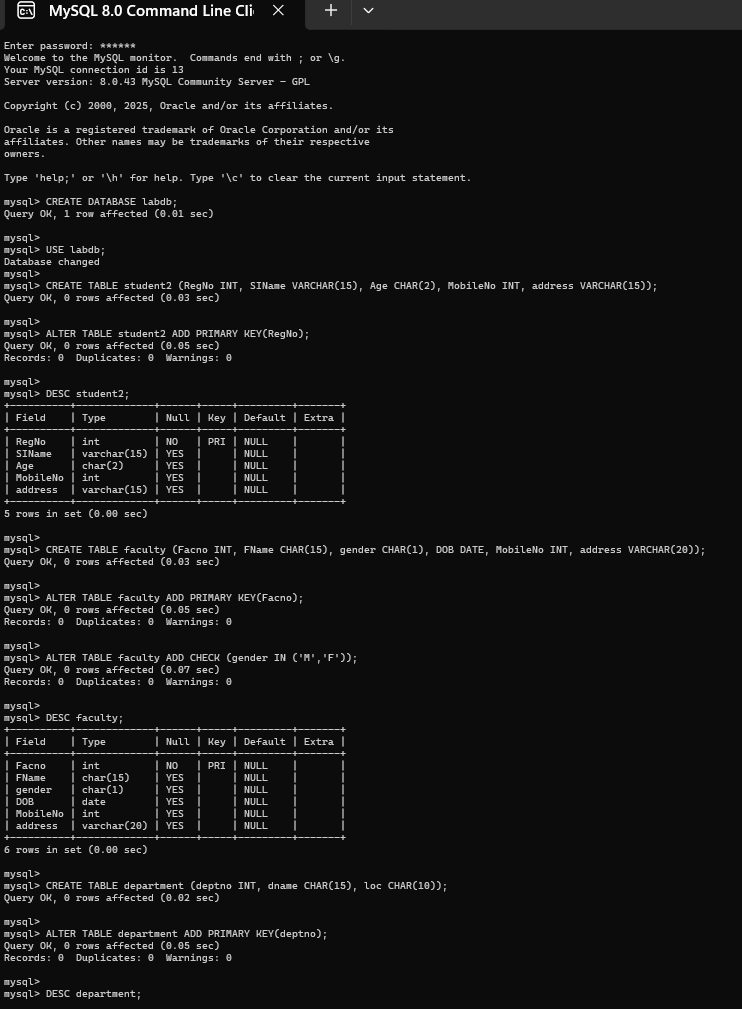 MySQL 8.0 Command Line Cli
Enter password: ******
Welcome to the MySQL monitor.  Commands end with ; or \g.
Your MySQL connection id is 13
Server version: 8.0.43 MySQL Community Server - GPL

Copyright (c) 2000, 2025, Oracle and/or its affiliates.

Oracle is a registered trademark of Oracle Corporation and/or its
affiliates. Other names may be trademarks of their respective
owners.

Type 'help;' or '\h' for help. Type '\c' to clear the current input statement.

mysql> CREATE DATABASE labdb;
Query OK, 1 row affected (0.01 sec)

mysql>
mysql> USE labdb;
Database changed
mysql>
mysql> CREATE TABLE student2 (RegNo INT, SIName VARCHAR(15), Age CHAR(2), MobileNo INT, address VARCHAR(15));
Query OK, 0 rows affected (0.03 sec)

mysql>
mysql> ALTER TABLE student2 ADD PRIMARY KEY(RegNo);
Query OK, 0 rows affected (0.05 sec)
Records: 0  Duplicates: 0  Warnings: 0

mysql>
mysql> DESC student2;
+----------+-------------+------+-----+---------+-------+
| Field    | Type        | Null | Key | Default | Extra |
+----------+-------------+------+-----+---------+-------+
| RegNo    | int         | NO   | PRI | NULL    |       |
| SIName   | varchar(15) | YES  |     | NULL    |       |
| Age      | char(2)     | YES  |     | NULL    |       |
| MobileNo | int         | YES  |     | NULL    |       |
| address  | varchar(15) | YES  |     | NULL    |       |
+----------+-------------+------+-----+---------+-------+
5 rows in set (0.00 sec)

mysql>
mysql> CREATE TABLE faculty (Facno INT, FName CHAR(15), gender CHAR(1), DOB DATE, MobileNo INT, address VARCHAR(20));
Query OK, 0 rows affected (0.03 sec)

mysql>
mysql> ALTER TABLE faculty ADD PRIMARY KEY(Facno);
Query OK, 0 rows affected (0.05 sec)
Records: 0  Duplicates: 0  Warnings: 0

mysql>
mysql> ALTER TABLE faculty ADD CHECK (gender IN ('M','F'));
Query OK, 0 rows affected (0.07 sec)
Records: 0  Duplicates: 0  Warnings: 0

mysql>
mysql> DESC faculty;
+----------+-------------+------+-----+---------+-------+
| Field    | Type        | Null | Key | Default | Extra |
+----------+-------------+------+-----+---------+-------+
| Facno    | int         | NO   | PRI | NULL    |       |
| FName    | char(15)    | YES  |     | NULL    |       |
| gender   | char(1)     | YES  |     | NULL    |       |
| DOB      | date        | YES  |     | NULL    |       |
| MobileNo | int         | YES  |     | NULL    |       |
| address  | varchar(20) | YES  |     | NULL    |       |
+----------+-------------+------+-----+---------+-------+
6 rows in set (0.00 sec)

mysql>
mysql> CREATE TABLE department (deptno INT, dname CHAR(15), loc CHAR(10));
Query OK, 0 rows affected (0.02 sec)

mysql>
mysql> ALTER TABLE department ADD PRIMARY KEY(deptno);
Query OK, 0 rows affected (0.05 sec)
Records: 0  Duplicates: 0  Warnings: 0

mysql>
mysql> DESC department;